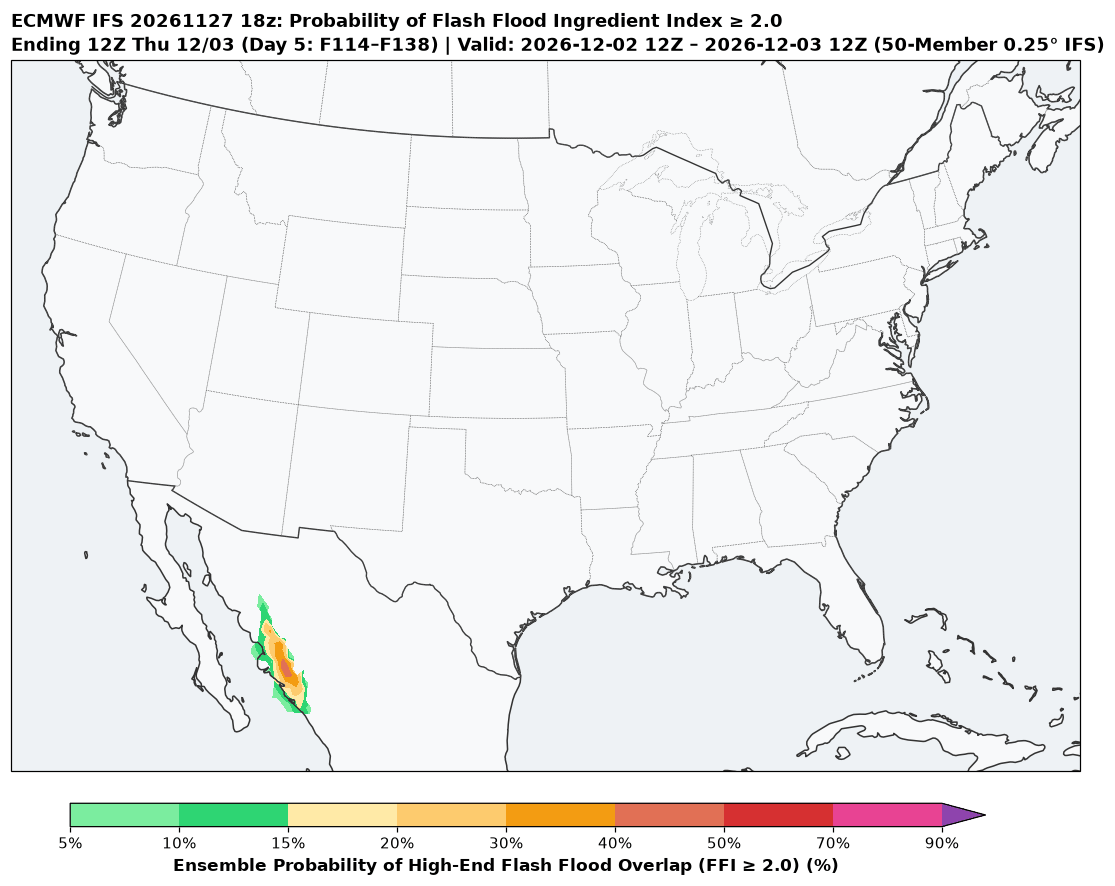 ECMWF IFS 20261127 18z: Probability of Flash Flood Ingredient Index ≥ 2.0
Ending 12Z Thu 12/03 (Day 5: F114–F138) | Valid: 2026-12-02 12Z – 2026-12-03 12Z (50-Member 0.25° IFS)
5% 10% 15% 20% 30% 40% 50% 70% 90%
Ensemble Probability of High-End Flash Flood Overlap (FFI ≥ 2.0) (%)